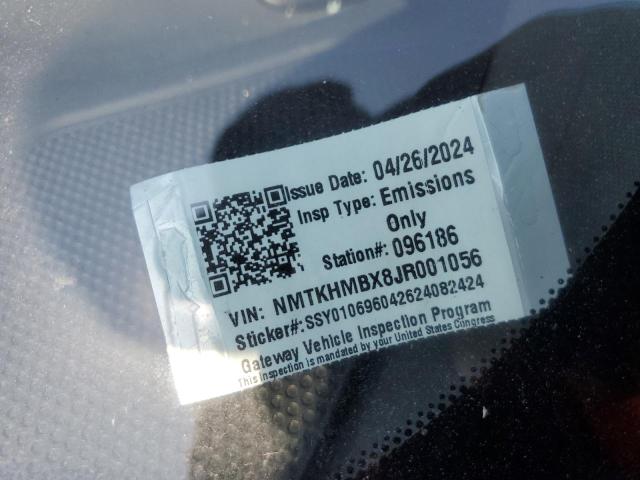 Issue Date: 04/26/2024
Insp Type: Emissions
Only
Station#: 096186
VIN: NMTKHMBX8JR001056
Sticker#: SSY010696042624082424
Gateway Vehicle Inspection Program
This Inspection is mandated by your United States Congress